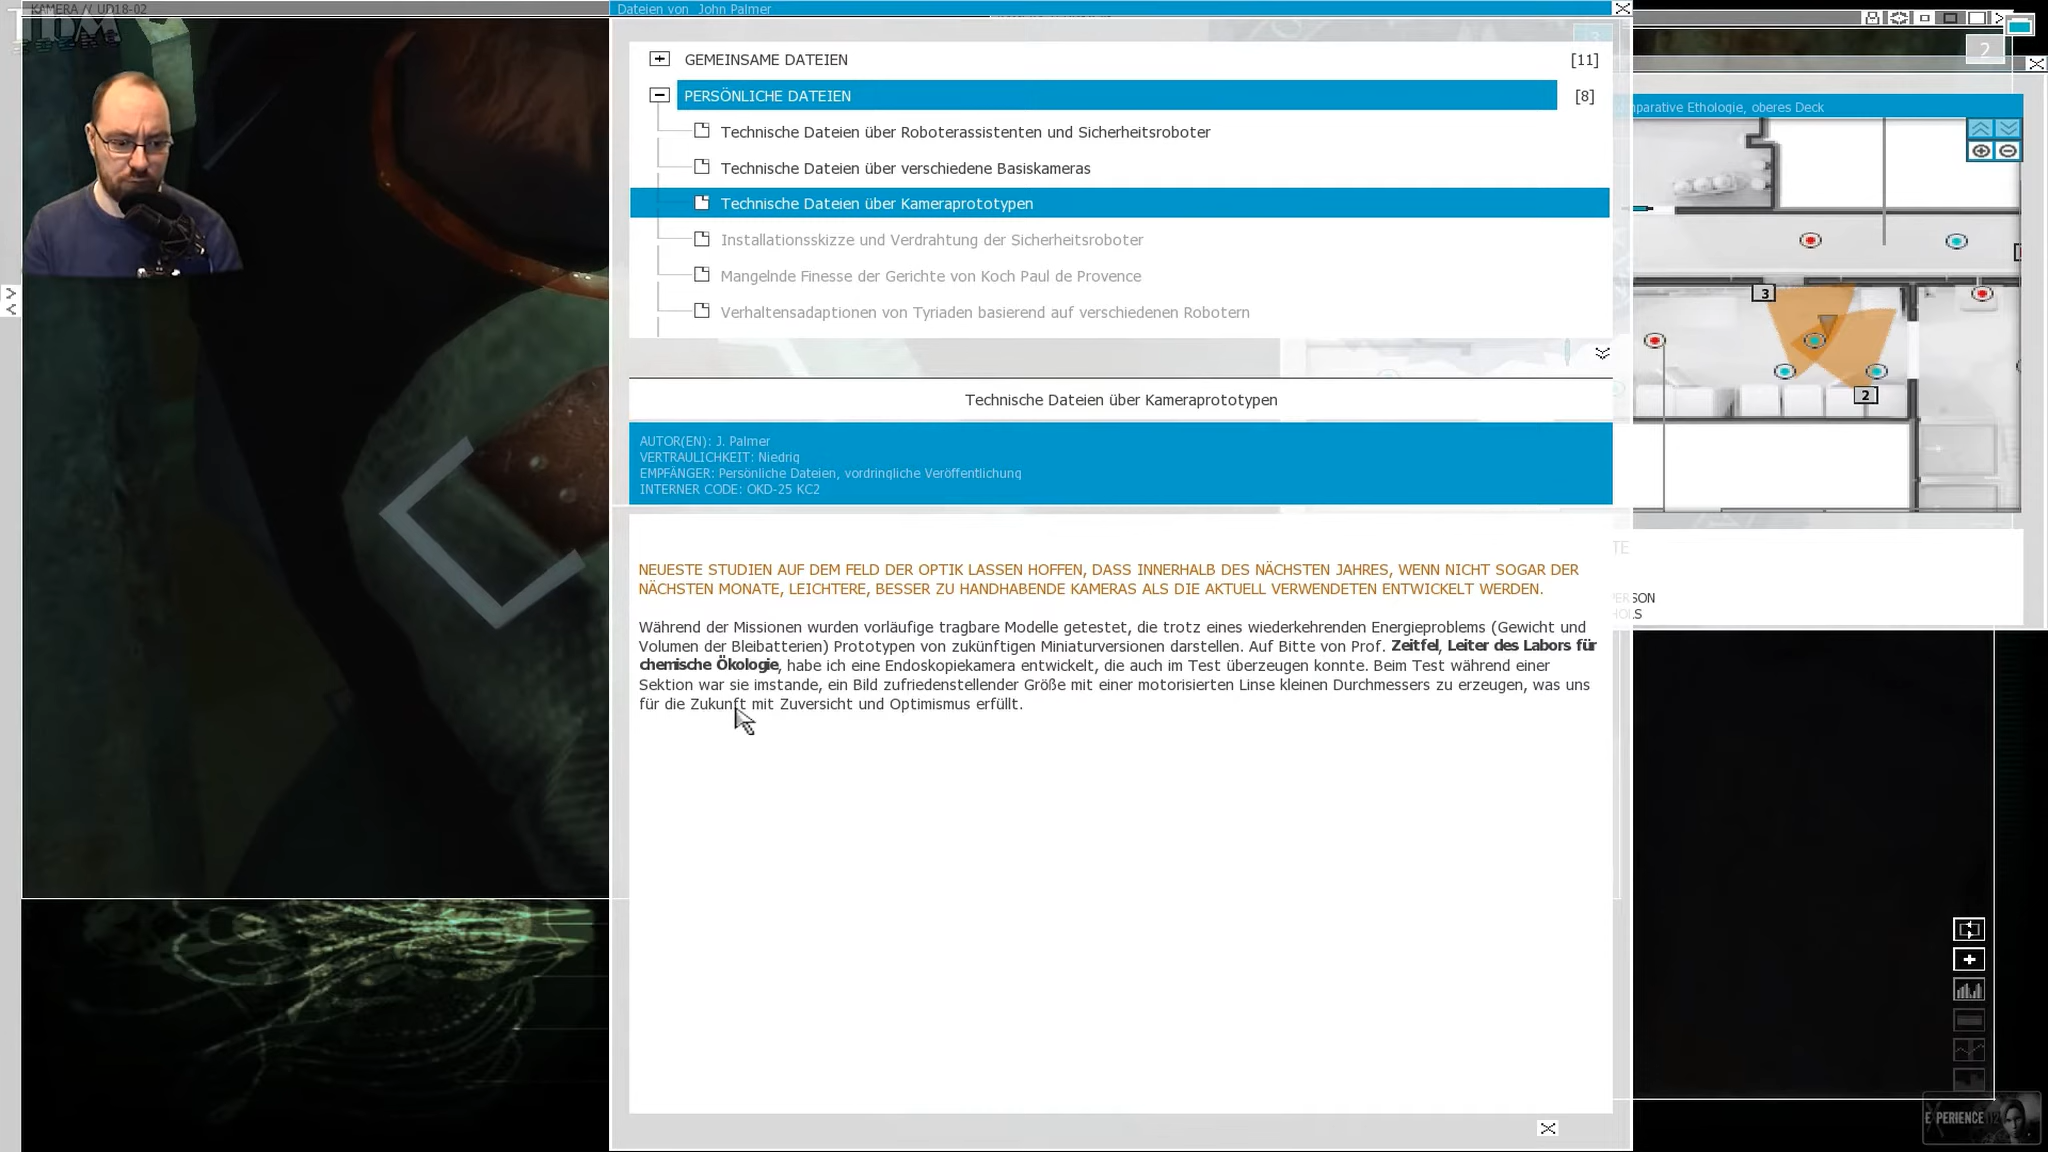 KAMERA // UD18-02
TDM
Dateien von John Palmer
GEMEINSAME DATEIEN [11]
PERSÖNLICHE DATEIEN [8]
Technische Dateien über Roboterassistenten und Sicherheitsroboter
Technische Dateien über verschiedene Basiskameras
Technische Dateien über Kameraprototypen
Installationsskizze und Verdrahtung der Sicherheitsroboter
Mangelnde Finesse der Gerichte von Koch Paul de Provence
Verhaltensadaptionen von Tyriaden basierend auf verschiedenen Robotern
Technische Dateien über Kameraprototypen
AUTOR(EN): J. Palmer
VERTRAULICHKEIT: Niedrig
EMPFÄNGER: Persönliche Dateien, vordringliche Veröffentlichung
INTERNER CODE: OKD-25 KC2
NEUESTE STUDIEN AUF DEM FELD DER OPTIK LASSEN HOFFEN, DASS INNERHALB DES NÄCHSTEN JAHRES, WENN NICHT SOGAR DER
NÄCHSTEN MONATE, LEICHTERE, BESSER ZU HANDHABENDE KAMERAS ALS DIE AKTUELL VERWENDETEN ENTWICKELT WERDEN.
Während der Missionen wurden vorläufige tragbare Modelle getestet, die trotz eines wiederkehrenden Energieproblems (Gewicht und
Volumen der Bleibatterien) Prototypen von zukünftigen Miniaturversionen darstellen. Auf Bitte von Prof. Zeitfel, Leiter des Labors für
chemische Ökologie, habe ich eine Endoskopiekamera entwickelt, die auch im Test überzeugen konnte. Beim Test während einer
Sektion war sie imstande, ein Bild zufriedenstellender Größe mit einer motorisierten Linse kleinen Durchmessers zu erzeugen, was uns
für die Zukunft mit Zuversicht und Optimismus erfüllt.
2
mparative Ethologie, oberes Deck
3
2
TE
ERSON
HOLS
EXPERIENCE112